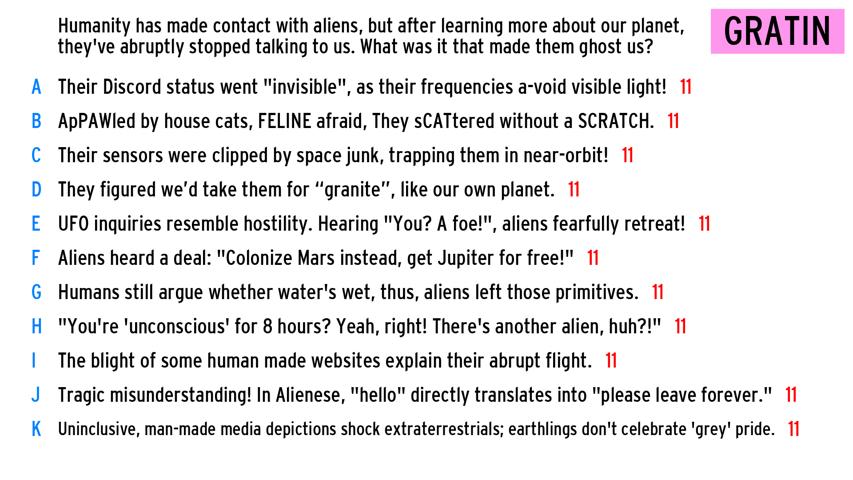 Humanity has made contact with aliens, but after learning more about our planet,
they've abruptly stopped talking to us. What was it that made them ghost us?
GRATIN
A Their Discord status went "invisible", as their frequencies a-void visible light! 11
B ApPAWled by house cats, FELINE afraid, They sCATtered without a SCRATCH. 11
C Their sensors were clipped by space junk, trapping them in near-orbit! 11
D They figured we’d take them for “granite”, like our own planet. 11
E UFO inquiries resemble hostility. Hearing "You? A foe!", aliens fearfully retreat! 11
F Aliens heard a deal: "Colonize Mars instead, get Jupiter for free!" 11
G Humans still argue whether water's wet, thus, aliens left those primitives. 11
H "You're 'unconscious' for 8 hours? Yeah, right! There's another alien, huh?!" 11
I The blight of some human made websites explain their abrupt flight. 11
J Tragic misunderstanding! In Alienese, "hello" directly translates into "please leave forever." 11
K Uninclusive, man-made media depictions shock extraterrestrials; earthlings don't celebrate 'grey' pride. 11